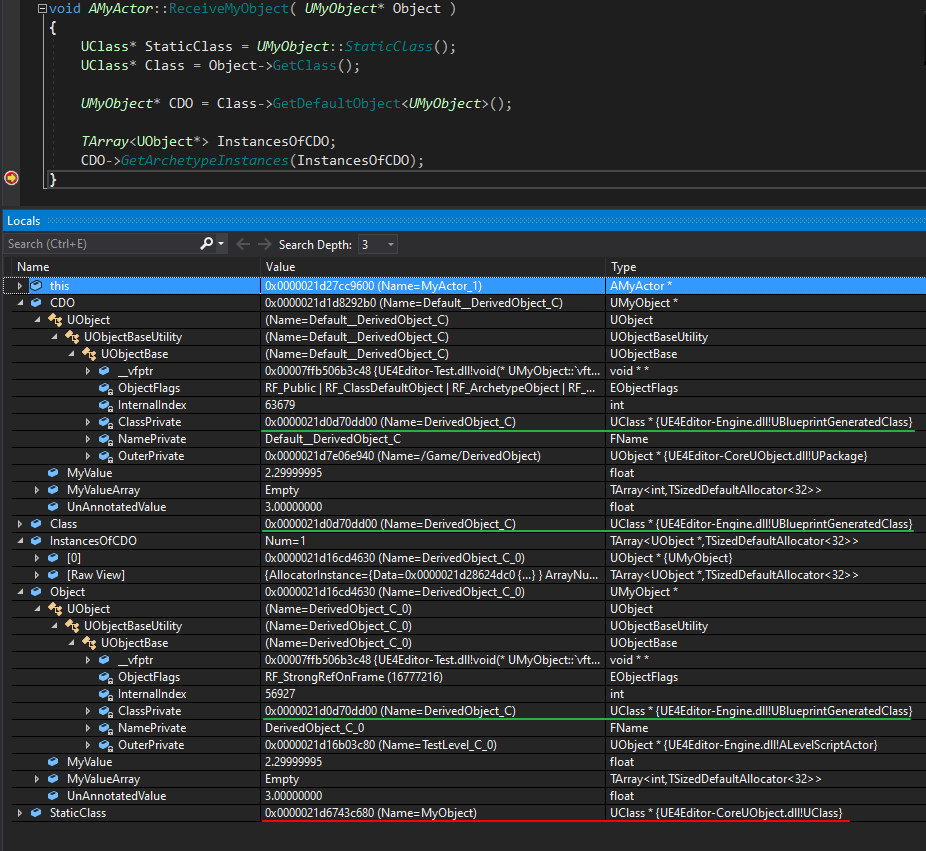 void AMyActor::ReceiveMyObject( UMyObject* Object )
{
UClass* StaticClass = UMyObject::StaticClass();
UClass* Class = Object->GetClass();
UMyObject* CDO = Class->GetDefaultObject<UMyObject>();
TArray<UObject*> InstancesOfCDO;
CDO->GetArchetypeInstances(InstancesOfCDO);
}
Locals
Search (Ctrl+E) Search Depth: 3
Name Value Type
this 0x0000021d27cc9600 (Name=MyActor_1) AMyActor *
CDO 0x0000021d1d8292b0 (Name=Default__DerivedObject_C) UMyObject *
UObject (Name=Default__DerivedObject_C) UObject
UObjectBaseUtility (Name=Default__DerivedObject_C) UObjectBaseUtility
UObjectBase (Name=Default__DerivedObject_C) UObjectBase
__vfptr 0x00007ffb506b3c48 {UE4Editor-Test.dll!void(* UMyObject::`vft... void * *
ObjectFlags RF_Public | RF_ClassDefaultObject | RF_ArchetypeObject | RF_... EObjectFlags
InternalIndex 63679 int
ClassPrivate 0x0000021d0d70dd00 (Name=DerivedObject_C) UClass * {UE4Editor-Engine.dll!UBlueprintGeneratedClass}
NamePrivate Default__DerivedObject_C FName
OuterPrivate 0x0000021d7e06e940 (Name=/Game/DerivedObject) UObject * {UE4Editor-CoreUObject.dll!UPackage}
MyValue 2.29999995 float
MyValueArray Empty TArray<int,TSizedDefaultAllocator<32>>
UnAnnotatedValue 3.00000000 float
Class 0x0000021d0d70dd00 (Name=DerivedObject_C) UClass * {UE4Editor-Engine.dll!UBlueprintGeneratedClass}
InstancesOfCDO Num=1 TArray<UObject *,TSizedDefaultAllocator<32>>
[0] 0x0000021d16cd4630 (Name=DerivedObject_C_0) UObject * {UMyObject}
[Raw View] {AllocatorInstance={Data=0x0000021d28624dc0 {...} } ArrayNu... TArray<UObject *,TSizedDefaultAllocator<32>>
Object 0x0000021d16cd4630 (Name=DerivedObject_C_0) UMyObject *
UObject (Name=DerivedObject_C_0) UObject
UObjectBaseUtility (Name=DerivedObject_C_0) UObjectBaseUtility
UObjectBase (Name=DerivedObject_C_0) UObjectBase
__vfptr 0x00007ffb506b3c48 {UE4Editor-Test.dll!void(* UMyObject::`vft... void * *
ObjectFlags RF_StrongRefOnFrame (16777216) EObjectFlags
InternalIndex 56927 int
ClassPrivate 0x0000021d0d70dd00 (Name=DerivedObject_C) UClass * {UE4Editor-Engine.dll!UBlueprintGeneratedClass}
NamePrivate DerivedObject_C_0 FName
OuterPrivate 0x0000021d16b03c80 (Name=TestLevel_C_0) UObject * {UE4Editor-Engine.dll!ALevelScriptActor}
MyValue 2.29999995 float
MyValueArray Empty TArray<int,TSizedDefaultAllocator<32>>
UnAnnotatedValue 3.00000000 float
StaticClass 0x0000021d6743c680 (Name=MyObject) UClass * {UE4Editor-CoreUObject.dll!UClass}